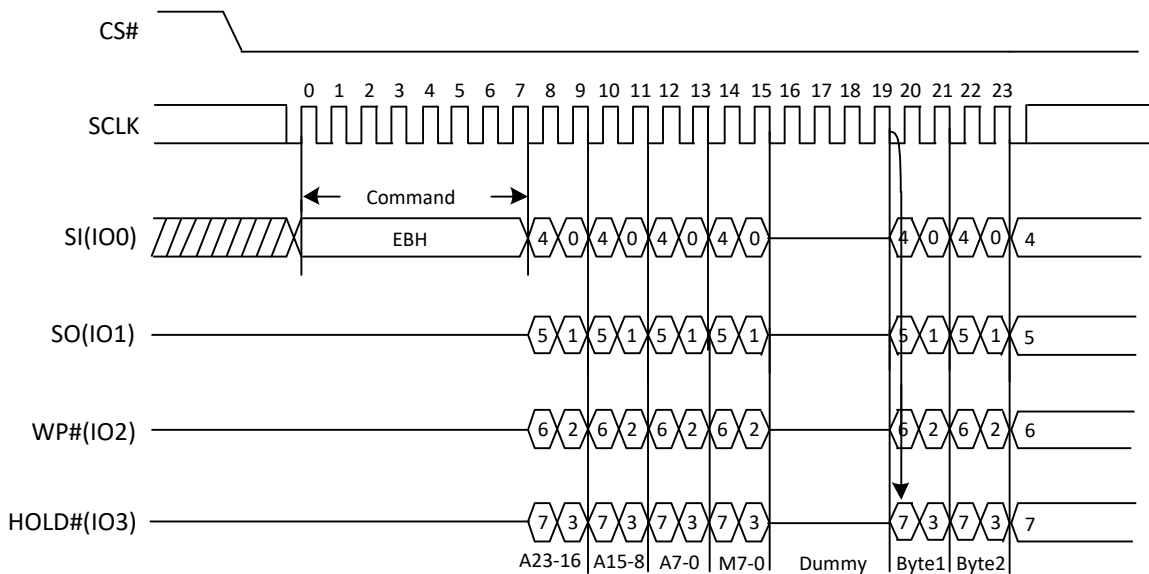 CS#
0 1 2 3 4 5 6 7 8 9 10 11 12 13 14 15 16 17 18 19 20 21 22 23
SCLK
Command
SI(IO0) EBH 4 0 4 0 4 0 4 0 4 0 4 0 4
SO(IO1) 5 1 5 1 5 1 5 1 5 1 5 1 5
WP#(IO2) 6 2 6 2 6 2 6 2 6 2 6 2 6
HOLD#(IO3) 7 3 7 3 7 3 7 3 7 3 7 3 7
A23-16 A15-8 A7-0 M7-0 Dummy Byte1 Byte2